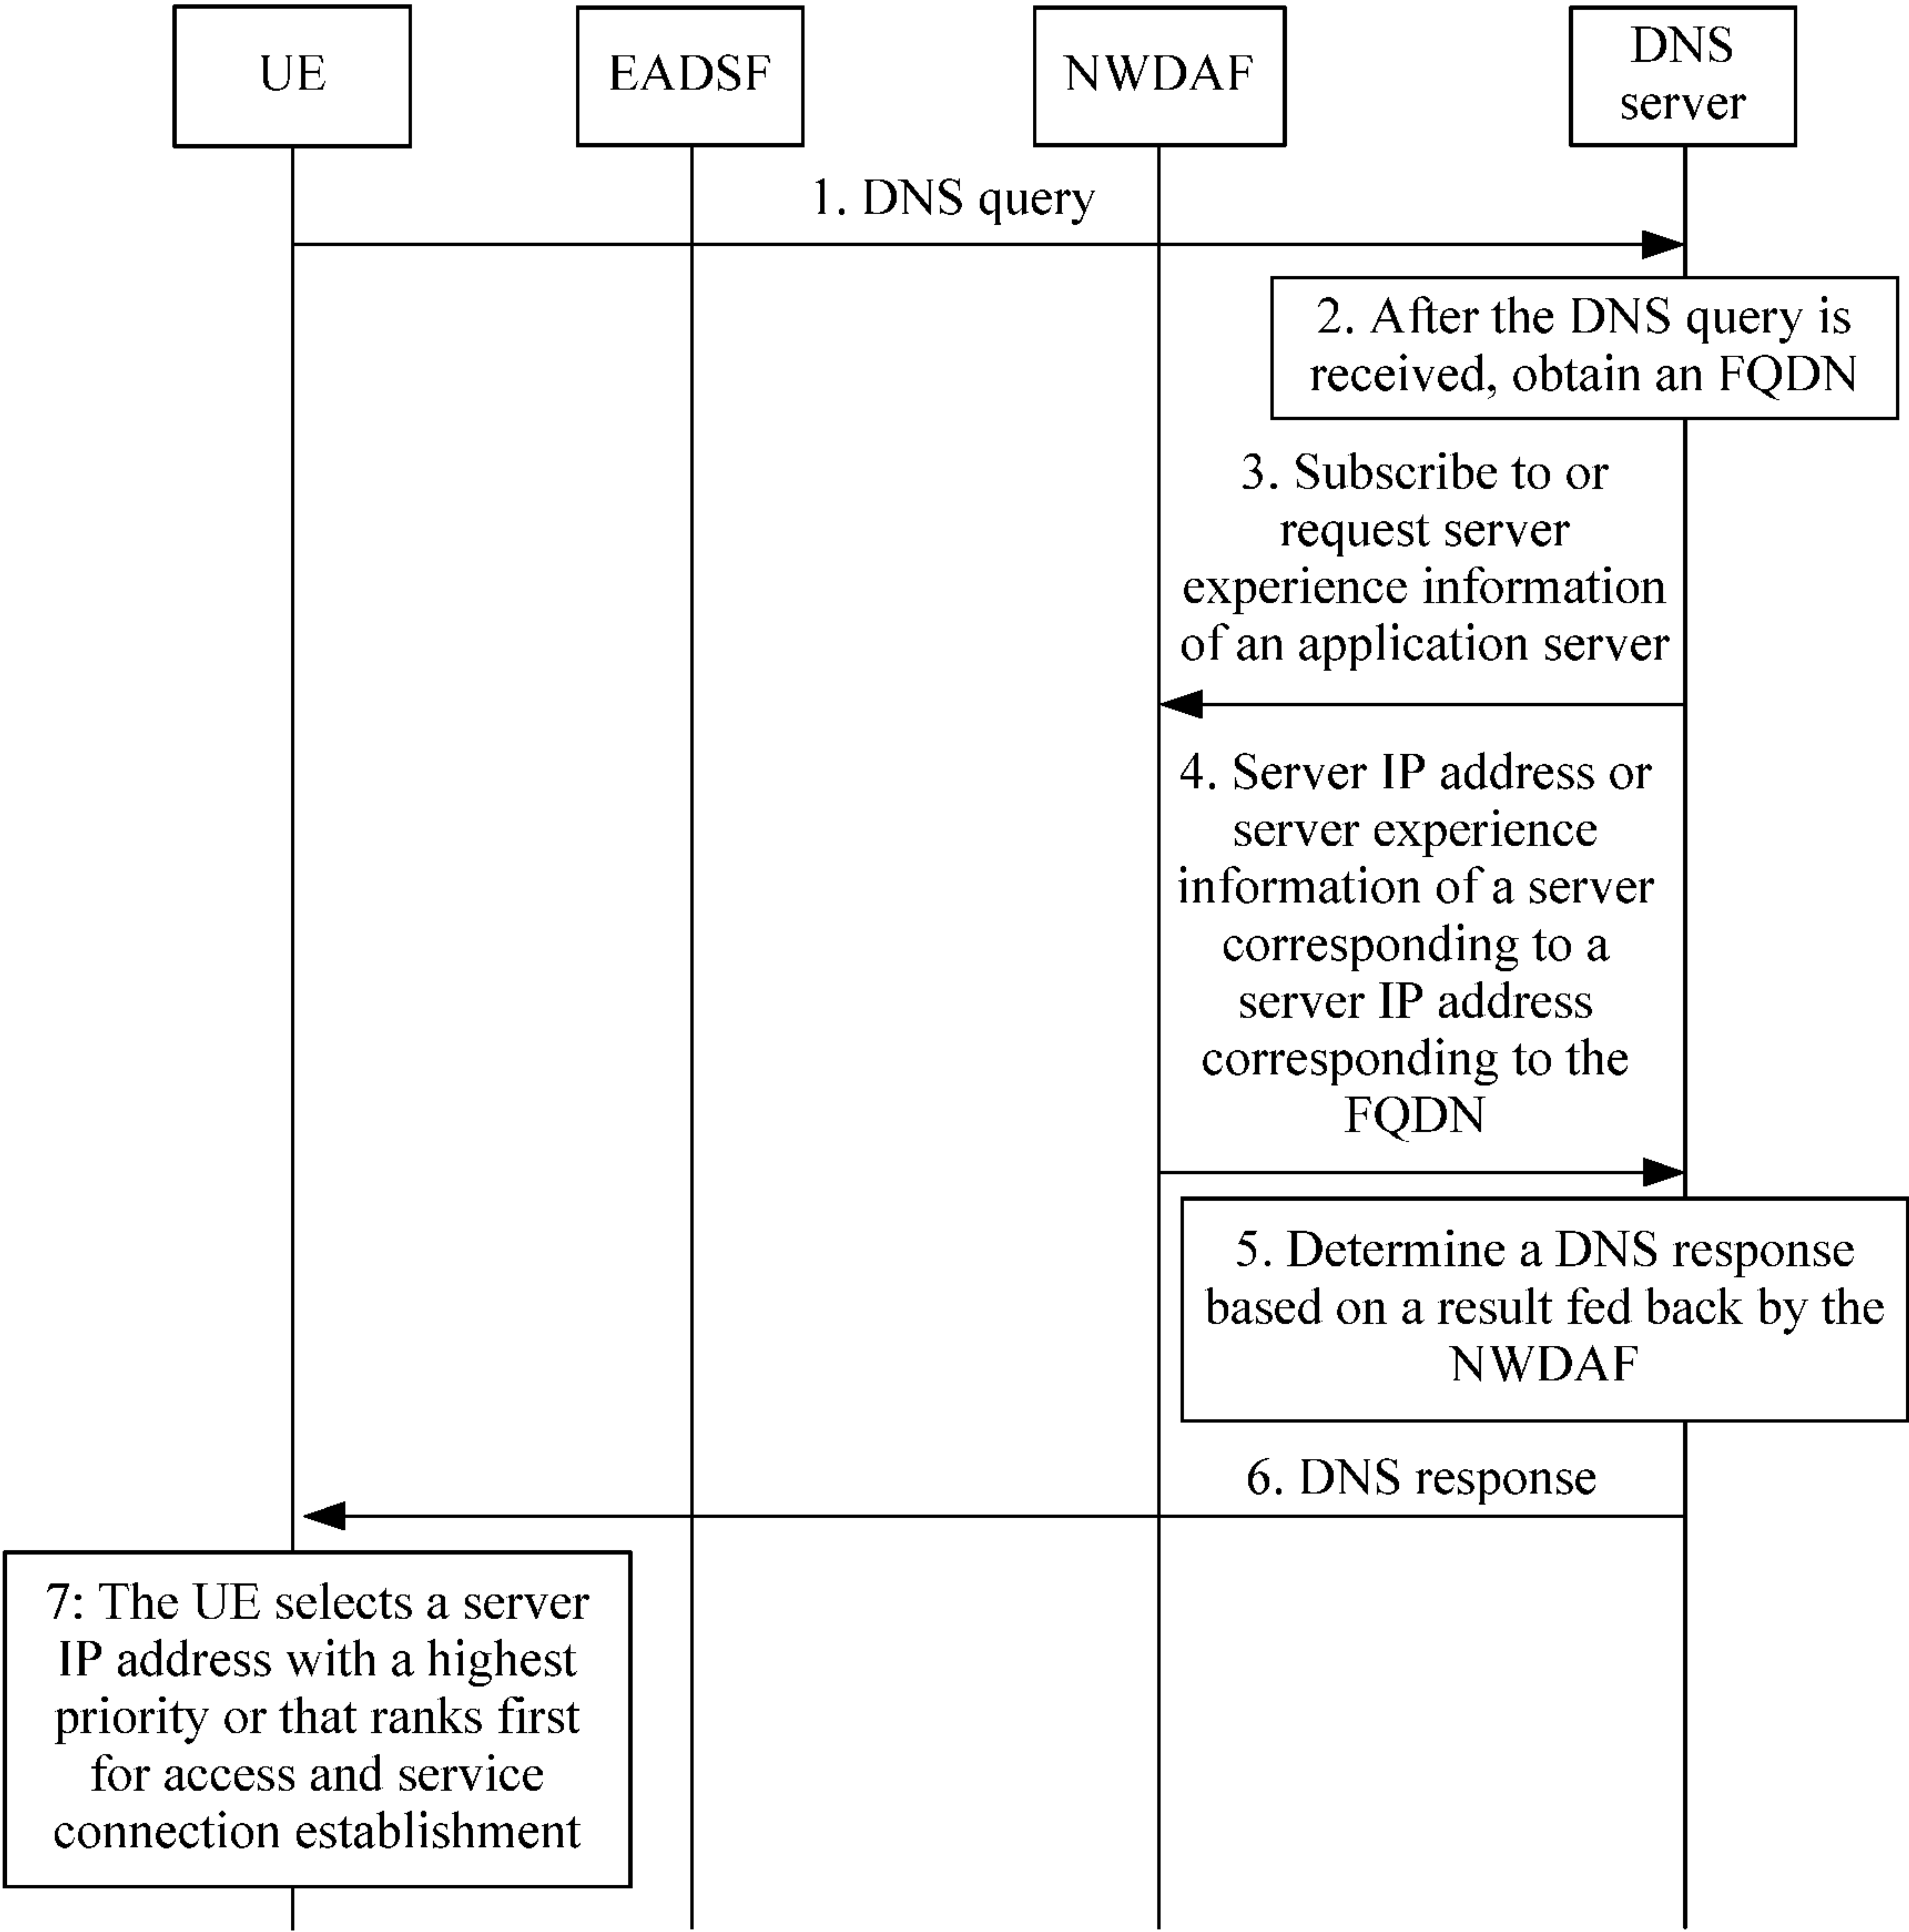 UE
EADSF
NWDAF
DNS
server
1. DNS query
2. After the DNS query is
received, obtain an FQDN
3. Subscribe to or
request server
experience information
of an application server
4. Server IP address or
server experience
information of a server
corresponding to a
server IP address
corresponding to the
FQDN
5. Determine a DNS response
based on a result fed back by the
NWDAF
6. DNS response
7: The UE selects a server
IP address with a highest
priority or that ranks first
for access and service
connection establishment